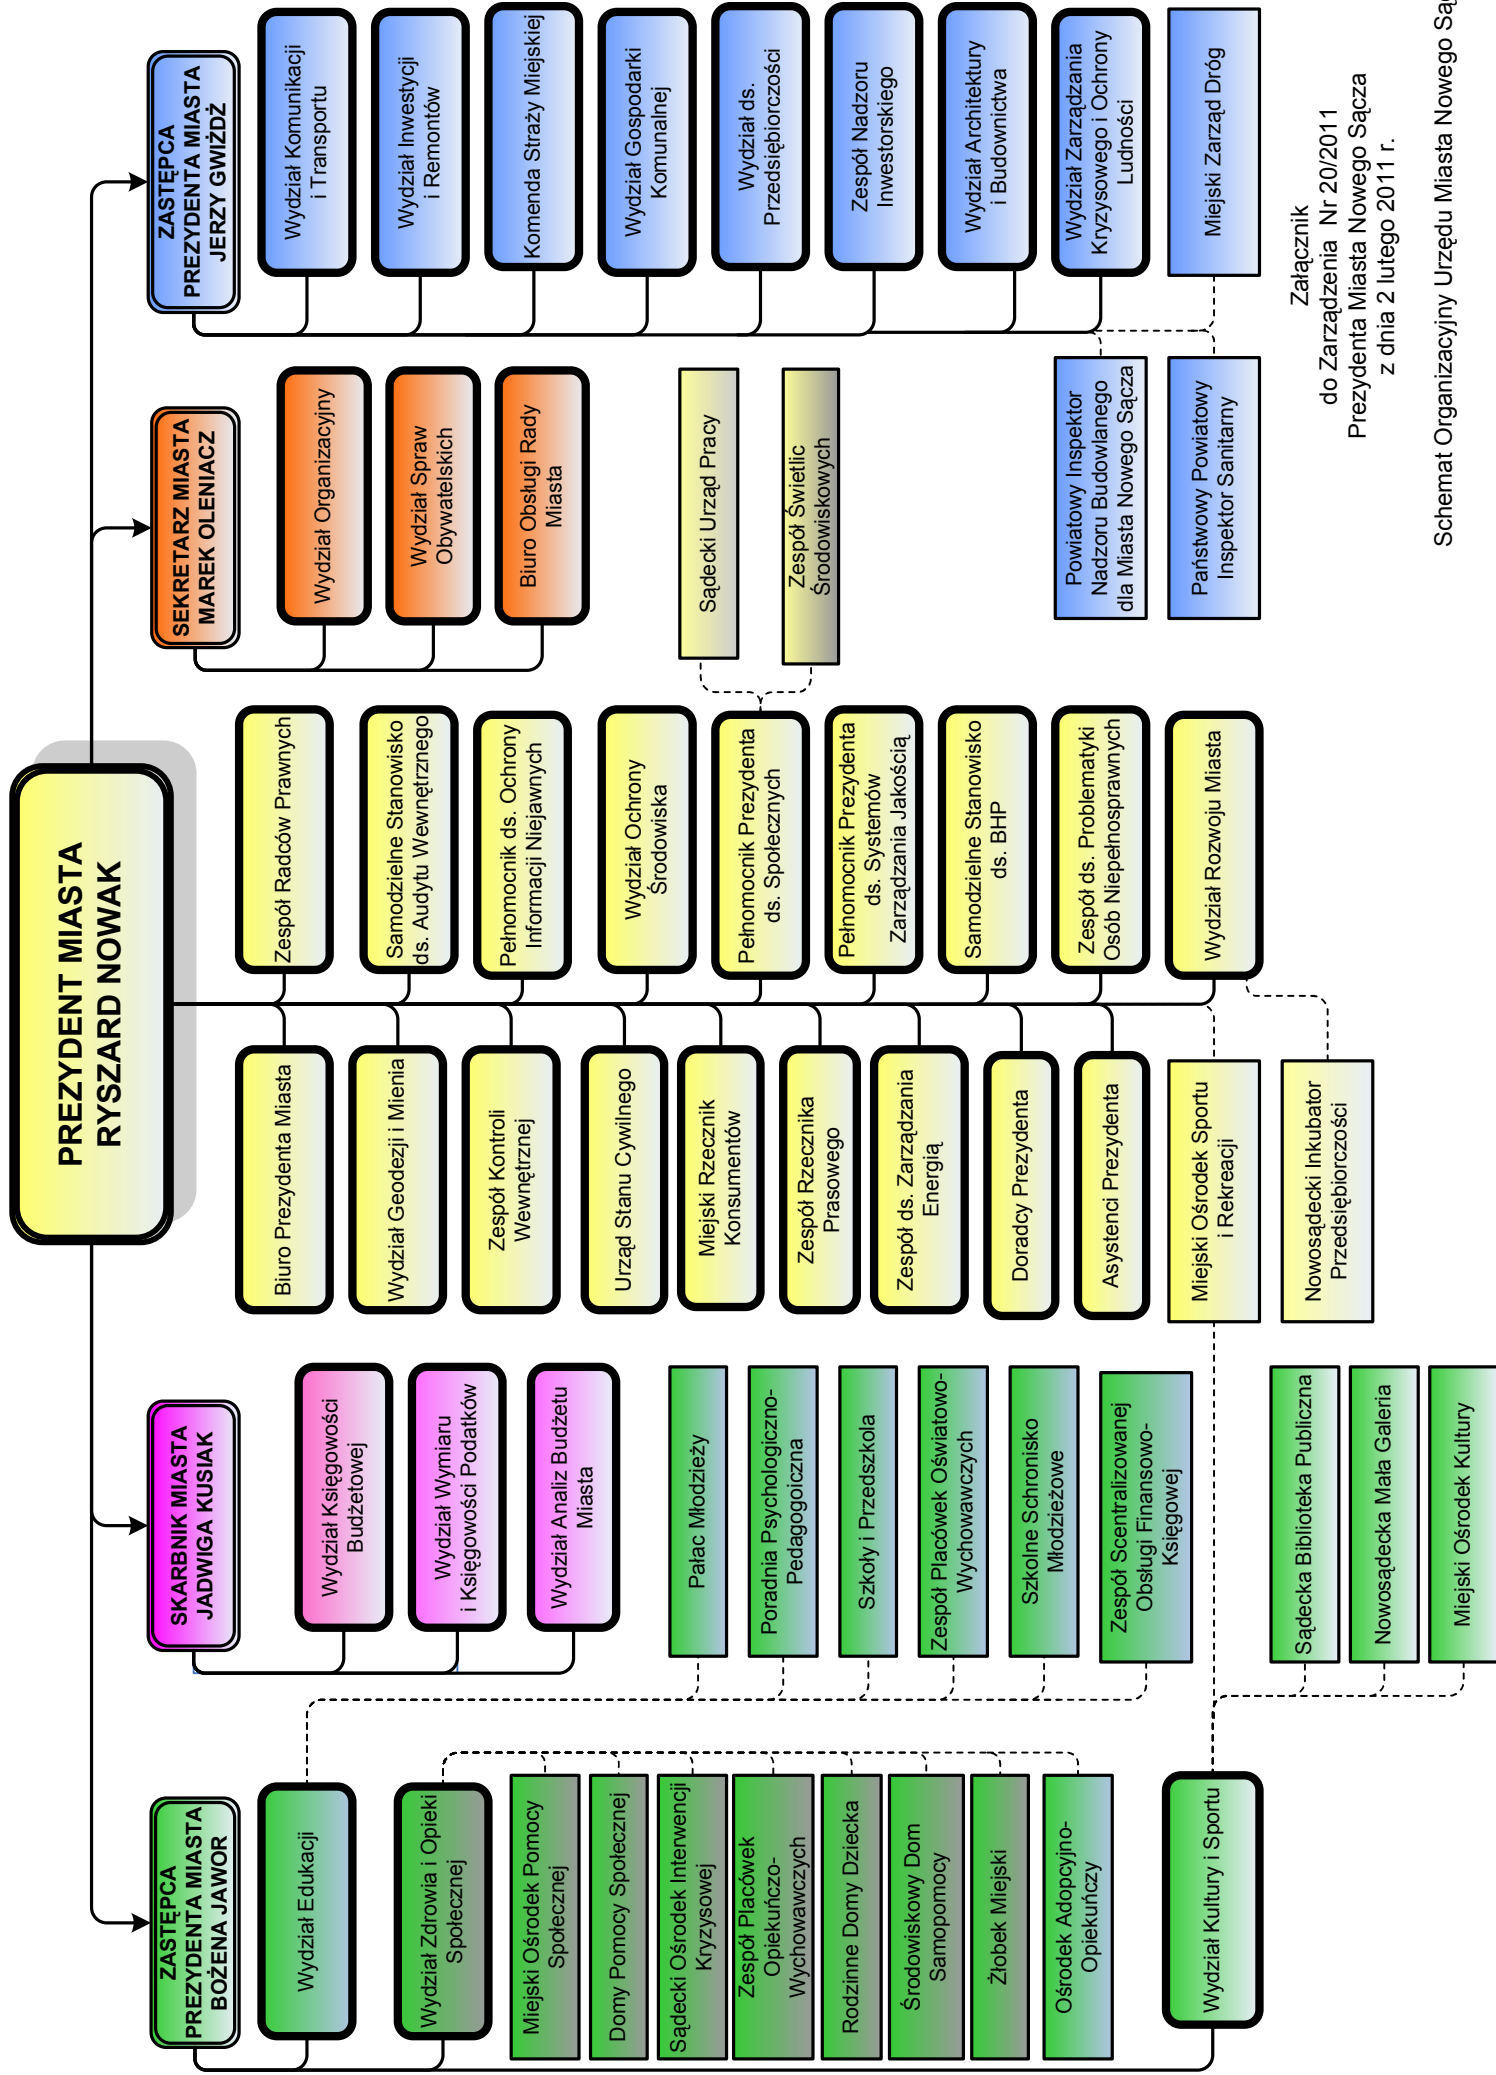 PREZYDENT MIASTA
RYSZARD NOWAK
ZASTĘPCA
PREZYDENTA MIASTA
BOŻENA JAWOR
SKARBNIK MIASTA
JADWIGA KUSIAK
SEKRETARZ MIASTA
MAREK OLENIACZ
ZASTĘPCA
PREZYDENTA MIASTA
JERZY GWIŻDŻ
Wydział Edukacji
Wydział Zdrowia i Opieki
Społecznej
Miejski Ośrodek Pomocy
Społecznej
Domy Pomocy Społecznej
Sądecki Ośrodek Interwencji
Kryzysowej
Zespół Placówek
Opiekuńczo-
Wychowawczych
Rodzinne Domy Dziecka
Środowiskowy Dom
Samopomocy
Żłobek Miejski
Ośrodek Adopcyjno-
Opiekuńczy
Wydział Kultury i Sportu
Wydział Księgowości
Budżetowej
Wydział Wymiaru
i Księgowości Podatków
Wydział Analiz Budżetu
Miasta
Pałac Młodzieży
Poradnia Psychologiczno-
Pedagogoiczna
Szkoły i Przedszkola
Zespół Placówek Oświatowo-
Wychowawczych
Szkolne Schronisko
Młodzieżowe
Zespół Scentralizowanej
Obsługi Finansowo-
Księgowej
Sądecka Biblioteka Publiczna
Nowosądecka Mała Galeria
Miejski Ośrodek Kultury
Biuro Prezydenta Miasta
Wydział Geodezji i Mienia
Zespół Kontroli
Wewnętrznej
Urząd Stanu Cywilnego
Miejski Rzecznik
Konsumentów
Zespół Rzecznika
Prasowego
Zespół ds. Zarządzania
Energią
Doradcy Prezydenta
Asystenci Prezydenta
Miejski Ośrodek Sportu
i Rekreacji
Nowosądecki Inkubator
Przedsiębiorczości
Zespół Radców Prawnych
Samodzielne Stanowisko
ds. Audytu Wewnętrznego
Pełnomocnik ds. Ochrony
Informacji Niejawnych
Wydział Ochrony
Środowiska
Pełnomocnik Prezydenta
ds. Społecznych
Pełnomocnik Prezydenta
ds. Systemów
Zarządzania Jakością
Samodzielne Stanowisko
ds. BHP
Zespół ds. Problematyki
Osób Niepełnosprawnych
Wydział Rozwoju Miasta
Wydział Organizacyjny
Wydział Spraw
Obywatelskich
Biuro Obsługi Rady
Miasta
Sądecki Urząd Pracy
Zespół Świetlic
Środowiskowych
Powiatowy Inspektor
Nadzoru Budowlanego
dla Miasta Nowego Sącza
Państwowy Powiatowy
Inspektor Sanitarny
Wydział Komunikacji
i Transportu
Wydział Inwestycji
i Remontów
Komenda Straży Miejskiej
Wydział Gospodarki
Komunalnej
Wydział ds.
Przedsiębiorczości
Zespół Nadzoru
Inwestorskiego
Wydział Architektury
i Budownictwa
Wydział Zarządzania
Kryzysowego i Ochrony
Ludności
Miejski Zarząd Dróg
Załącznik
do Zarządzenia Nr 20/2011
Prezydenta Miasta Nowego Sącza
z dnia 2 lutego 2011 r.
Schemat Organizacyjny Urzędu Miasta Nowego